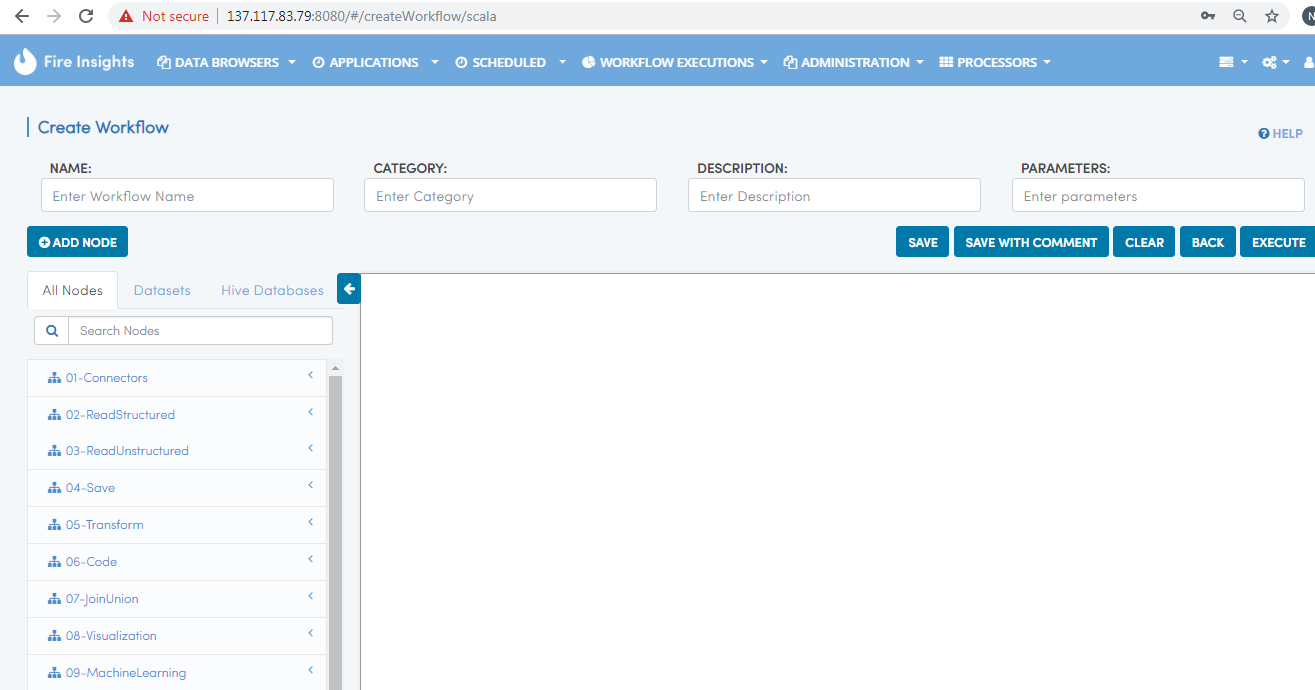 Not secure 137.117.83.79:8080/#/createWorkflow/scala
Fire Insights DATA BROWSERS APPLICATIONS SCHEDULED WORKFLOW EXECUTIONS ADMINISTRATION PROCESSORS
Create Workflow
HELP
NAME: CATEGORY: DESCRIPTION: PARAMETERS:
Enter Workflow Name Enter Category Enter Description Enter parameters
ADD NODE SAVE SAVE WITH COMMENT CLEAR BACK EXECUTE
All Nodes Datasets Hive Databases
Search Nodes
01-Connectors
02-ReadStructured
03-ReadUnstructured
04-Save
05-Transform
06-Code
07-JoinUnion
08-Visualization
09-MachineLearning